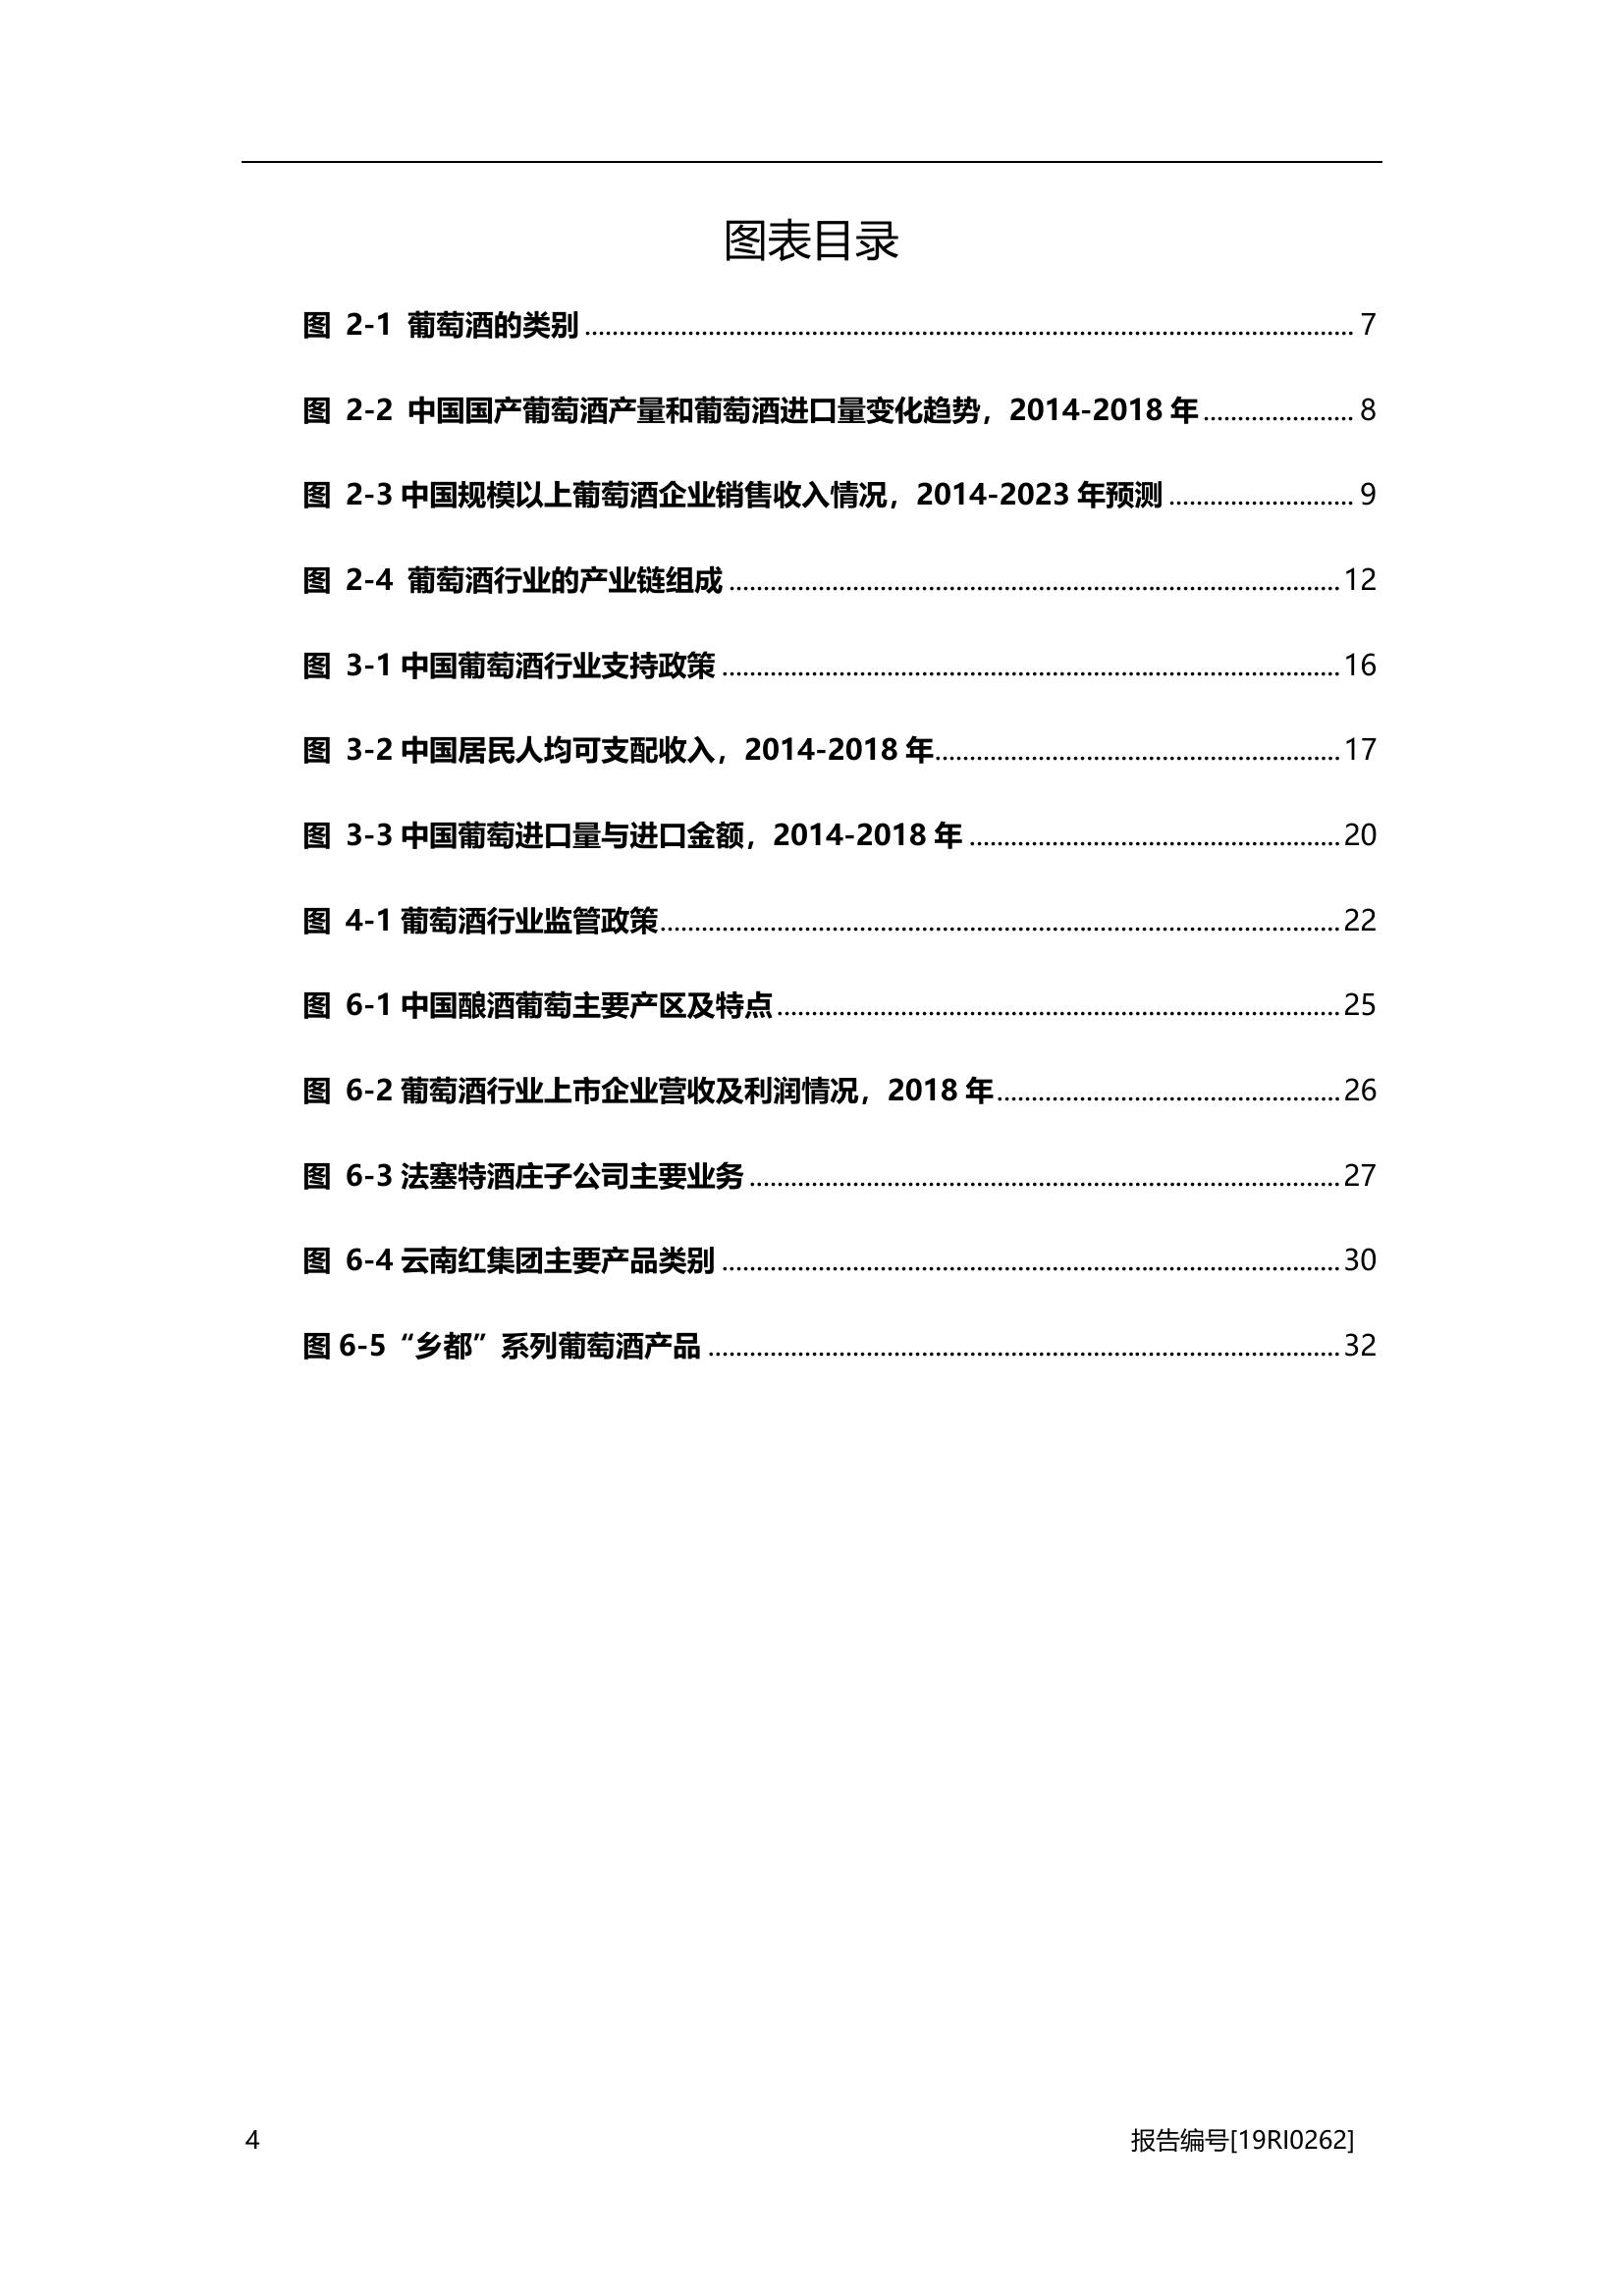 图表目录
图 2-1 葡萄酒的类别........................................ 7
图 2-2 中国国产葡萄酒产量和葡萄酒进口量变化趋势，2014-2018 年........................................ 8
图 2-3 中国规模以上葡萄酒企业销售收入情况，2014-2023 年预测........................................ 9
图 2-4 葡萄酒行业的产业链组成........................................ 12
图 3-1 中国葡萄酒行业支持政策........................................ 16
图 3-2 中国居民人均可支配收入，2014-2018 年........................................ 17
图 3-3 中国葡萄进口量与进口金额，2014-2018 年........................................ 20
图 4-1 葡萄酒行业监管政策........................................ 22
图 6-1 中国酿酒葡萄主要产区及特点........................................ 25
图 6-2 葡萄酒行业上市企业营收及利润情况，2018 年........................................ 26
图 6-3 法塞特酒庄子公司主要业务........................................ 27
图 6-4 云南红集团主要产品类别........................................ 30
图 6-5 “乡都”系列葡萄酒产品........................................ 32
4 报告编号[19RI0262]